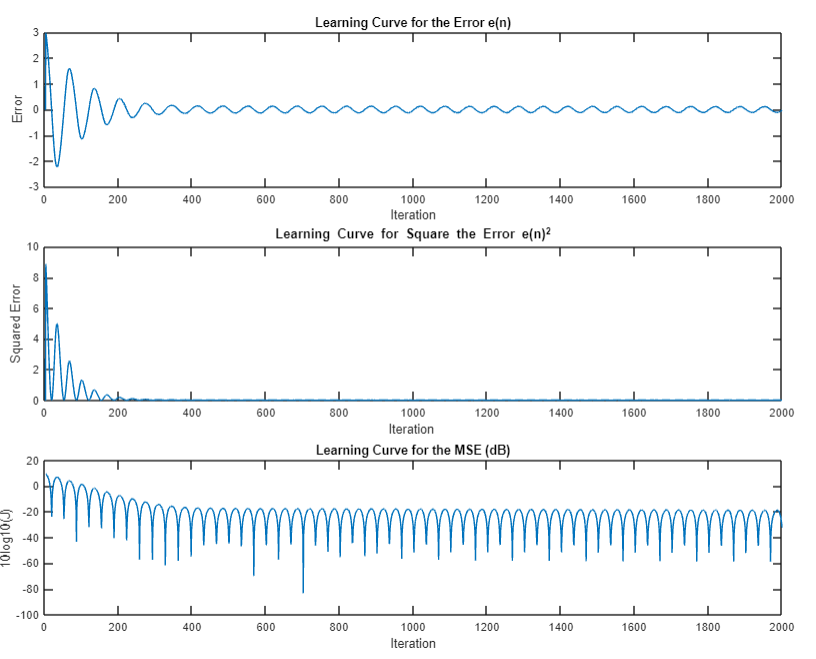 Learning Curve for the Error e(n)
3
2
1
0
-1
-2
-3
Error
0 200 400 600 800 1000 1200 1400 1600 1800 2000
Iteration
Learning Curve for Square the Error e(n)²
10
8
6
4
2
0
Squared Error
0 200 400 600 800 1000 1200 1400 1600 1800 2000
Iteration
Learning Curve for the MSE (dB)
20
0
-20
-40
-60
-80
-100
10log10(J)
0 200 400 600 800 1000 1200 1400 1600 1800 2000
Iteration